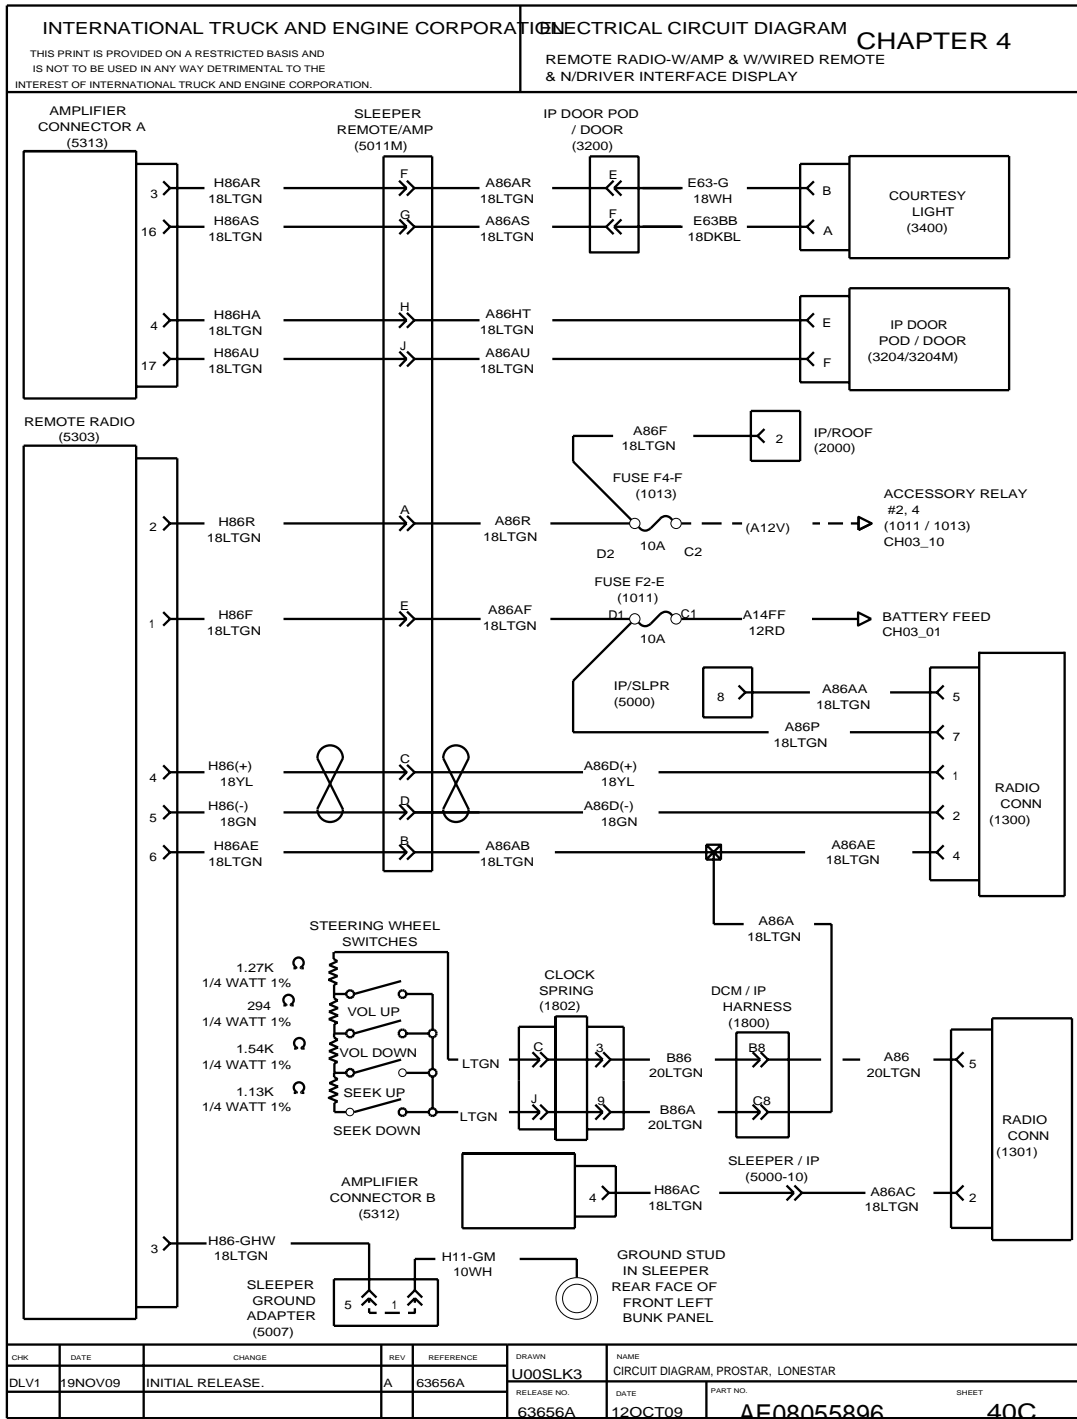 INTERNATIONAL TRUCK AND ENGINE CORPORATION
THIS PRINT IS PROVIDED ON A RESTRICTED BASIS AND
IS NOT TO BE USED IN ANY WAY DETRIMENTAL TO THE
INTEREST OF INTERNATIONAL TRUCK AND ENGINE CORPORATION.
ELECTRICAL CIRCUIT DIAGRAM
CHAPTER 4
REMOTE RADIO-W/AMP & W/WIRED REMOTE
& N/DRIVER INTERFACE DISPLAY
AMPLIFIER
CONNECTOR A
(5313)
SLEEPER
REMOTE/AMP
(5011M)
IP DOOR POD
/ DOOR
(3200)
3
H86AR
18LTGN
F
A86AR
18LTGN
E
E63-G
18WH
B
COURTESY
LIGHT
(3400)
16
H86AS
18LTGN
G
A86AS
18LTGN
F
E63BB
18DKBL
A
4
H86HA
18LTGN
H
A86HT
18LTGN
E
IP DOOR
POD / DOOR
(3204/3204M)
17
H86AU
18LTGN
J
A86AU
18LTGN
F
REMOTE RADIO
(5303)
A86F
18LTGN
2
IP/ROOF
(2000)
FUSE F4-F
(1013)
2
H86R
18LTGN
A
A86R
18LTGN
D2
10A
C2
(A12V)
ACCESSORY RELAY
#2, 4
(1011 / 1013)
CH03_10
FUSE F2-E
(1011)
1
H86F
18LTGN
E
A86AF
18LTGN
D1
10A
C1
A14FF
12RD
BATTERY FEED
CH03_01
IP/SLPR
(5000)
8
A86AA
18LTGN
5
A86P
18LTGN
7
4
H86(+)
18YL
C
A86D(+)
18YL
1
RADIO
CONN
(1300)
5
H86(-)
18GN
D
A86D(-)
18GN
2
6
H86AE
18LTGN
B
A86AB
18LTGN
A86AE
18LTGN
4
A86A
18LTGN
STEERING WHEEL
SWITCHES
1.27K Ω
1/4 WATT 1%
294 Ω
1/4 WATT 1%
1.54K Ω
1/4 WATT 1%
1.13K Ω
1/4 WATT 1%
VOL UP
VOL DOWN
SEEK UP
SEEK DOWN
CLOCK
SPRING
(1802)
DCM / IP
HARNESS
(1800)
LTGN
C
3
B86
20LTGN
B8
A86
20LTGN
5
LTGN
J
9
B86A
20LTGN
C8
RADIO
CONN
(1301)
AMPLIFIER
CONNECTOR B
(5312)
4
H86AC
18LTGN
SLEEPER / IP
(5000-10)
A86AC
18LTGN
2
3
H86-GHW
18LTGN
SLEEPER
GROUND
ADAPTER
(5007)
5
1
H11-GM
10WH
GROUND STUD
IN SLEEPER
REAR FACE OF
FRONT LEFT
BUNK PANEL
CHK DATE CHANGE REV REFERENCE
DLV1 19NOV09 INITIAL RELEASE. A 63656A
DRAWN
U00SLK3
NAME
CIRCUIT DIAGRAM, PROSTAR, LONESTAR
RELEASE NO.
63656A
DATE
12OCT09
PART NO.
AE08055896
SHEET
40C